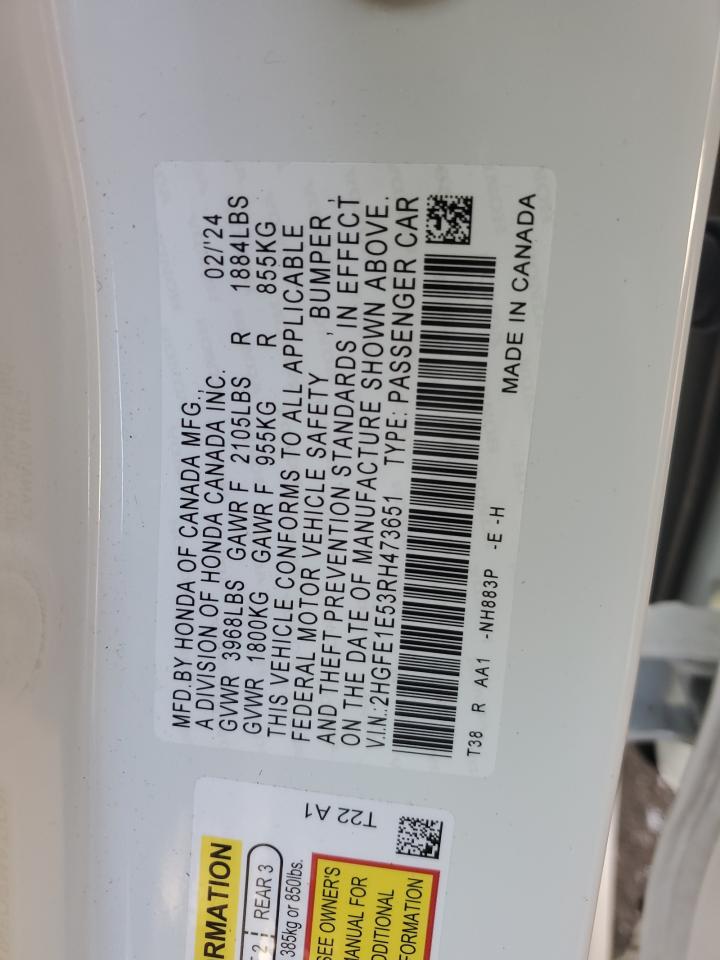 MFD.BY HONDA OF CANADA MFG.,
A DIVISION OF HONDA CANADA INC. 02/'24
GVWR 3968LBS GAWR F 2105LBS R 1884LBS
GVWR 1800KG GAWR F 955KG R 855KG
THIS VEHICLE CONFORMS TO ALL APPLICABLE
FEDERAL MOTOR VEHICLE SAFETY , BUMPER ,
AND THEFT PREVENTION STANDARDS IN EFFECT
ON THE DATE OF MANUFACTURE SHOWN ABOVE.
V.I.N.:2HGFE1E53RH473651 TYPE: PASSENGER CAR
T38 R AA1 -NH883P -E -H
MADE IN CANADA
T22 A1
RMATION
REAR 3
385kg or 850lbs.
SEE OWNER'S
MANUAL FOR
DDITIONAL
FORMATION